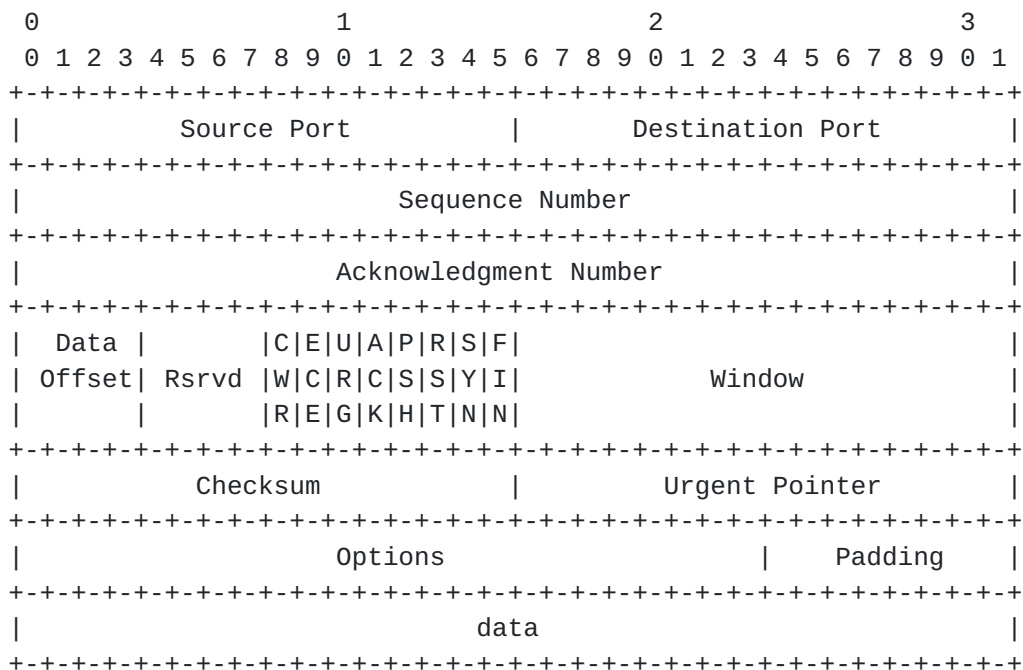 0                   1                   2                   3
 0 1 2 3 4 5 6 7 8 9 0 1 2 3 4 5 6 7 8 9 0 1 2 3 4 5 6 7 8 9 0 1
+-+-+-+-+-+-+-+-+-+-+-+-+-+-+-+-+-+-+-+-+-+-+-+-+-+-+-+-+-+-+-+-+
|          Source Port          |       Destination Port        |
+-+-+-+-+-+-+-+-+-+-+-+-+-+-+-+-+-+-+-+-+-+-+-+-+-+-+-+-+-+-+-+-+
|                        Sequence Number                        |
+-+-+-+-+-+-+-+-+-+-+-+-+-+-+-+-+-+-+-+-+-+-+-+-+-+-+-+-+-+-+-+-+
|                    Acknowledgment Number                      |
+-+-+-+-+-+-+-+-+-+-+-+-+-+-+-+-+-+-+-+-+-+-+-+-+-+-+-+-+-+-+-+-+
|  Data |       |C|E|U|A|P|R|S|F|                               |
| Offset| Rsrvd |W|C|R|C|S|S|Y|I|            Window             |
|       |       |R|E|G|K|H|T|N|N|                               |
+-+-+-+-+-+-+-+-+-+-+-+-+-+-+-+-+-+-+-+-+-+-+-+-+-+-+-+-+-+-+-+-+
|           Checksum            |         Urgent Pointer        |
+-+-+-+-+-+-+-+-+-+-+-+-+-+-+-+-+-+-+-+-+-+-+-+-+-+-+-+-+-+-+-+-+
|                    Options                    |    Padding    |
+-+-+-+-+-+-+-+-+-+-+-+-+-+-+-+-+-+-+-+-+-+-+-+-+-+-+-+-+-+-+-+-+
|                             data                              |
+-+-+-+-+-+-+-+-+-+-+-+-+-+-+-+-+-+-+-+-+-+-+-+-+-+-+-+-+-+-+-+-+